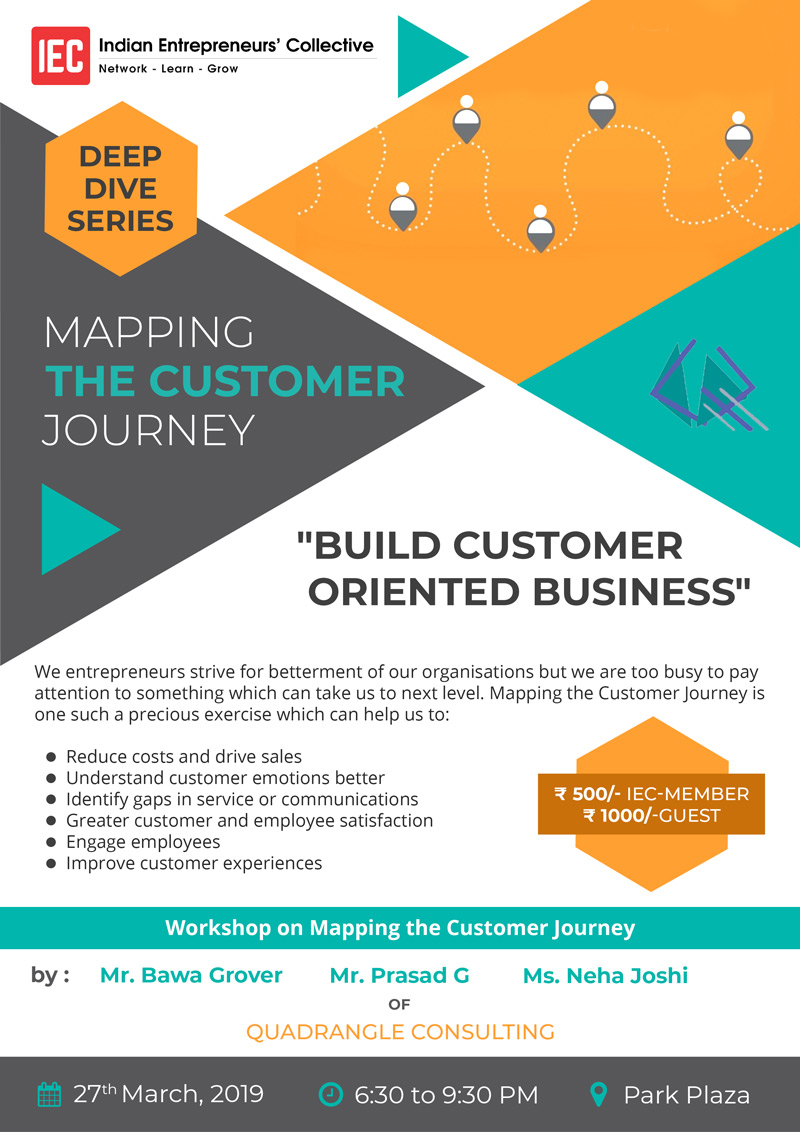 IEC Indian Entrepreneurs' Collective
Network - Learn - Grow
DEEP
DIVE
SERIES
MAPPING
THE CUSTOMER
JOURNEY
"BUILD CUSTOMER
ORIENTED BUSINESS"
We entrepreneurs strive for betterment of our organisations but we are too busy to pay
attention to something which can take us to next level. Mapping the Customer Journey is
one such a precious exercise which can help us to:
● Reduce costs and drive sales
● Understand customer emotions better
● Identify gaps in service or communications
● Greater customer and employee satisfaction
● Engage employees
● Improve customer experiences
₹ 500/- IEC-MEMBER
₹ 1000/-GUEST
Workshop on Mapping the Customer Journey
by : Mr. Bawa Grover Mr. Prasad G Ms. Neha Joshi
OF
QUADRANGLE CONSULTING
27th March, 2019 6:30 to 9:30 PM Park Plaza